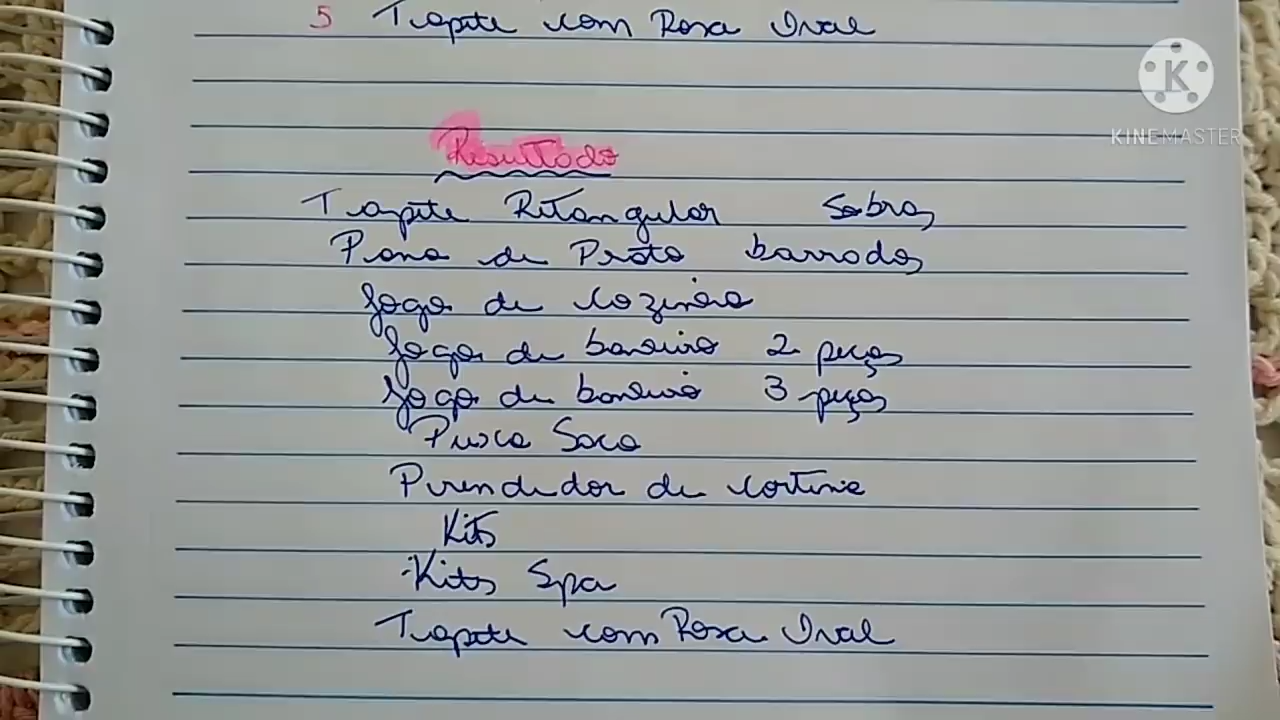 5 Tapete com Rosa Oval
Resultado
Tapete Retangular Sobras
Pano de Prato barrados
Jogo de Cozinha
Jogo de banheiro 2 peças
Jogo de banheiro 3 peças
Puxa Saco
Prendedor de Cortina
Kits
Kits Spa
Tapete com Rosa Oval
K
KINEMASTER